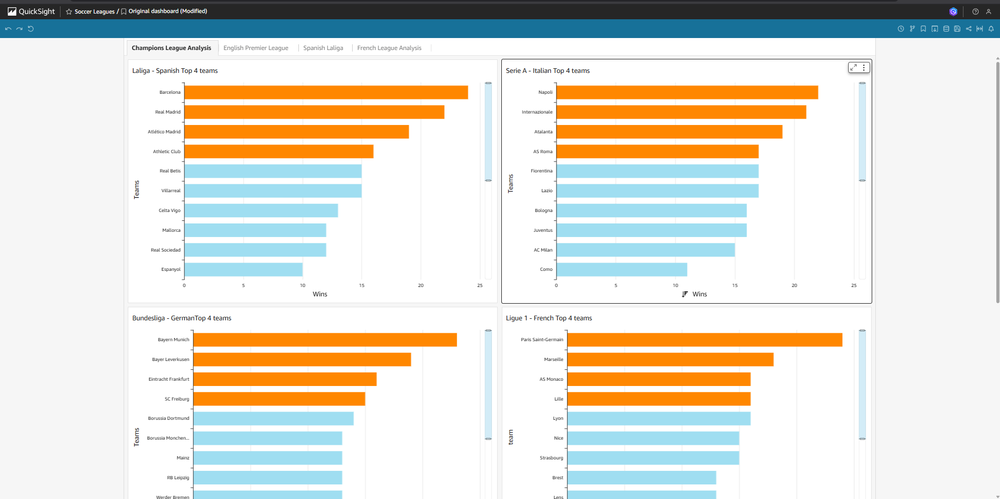 QuickSight
Soccer Leagues / Original dashboard (Modified)
Champions League Analysis
English Premier League
Spanish Laliga
French League Analysis
Laliga - Spanish Top 4 teams
Teams
Barcelona
Real Madrid
Atlético Madrid
Athletic Club
Real Betis
Villarreal
Celta Vigo
Mallorca
Real Sociedad
Espanyol
0 5 10 15 20 25
Wins
Serie A - Italian Top 4 teams
Teams
Napoli
Internazionale
Atalanta
AS Roma
Fiorentina
Lazio
Bologna
Juventus
AC Milan
Como
0 5 10 15 20 25
Wins
Bundesliga - GermanTop 4 teams
Teams
Bayern Munich
Bayer Leverkusen
Eintracht Frankfurt
SC Freiburg
Borussia Dortmund
Borussia Monchen...
Mainz
RB Leipzig
Werder Bremen
Ligue 1 - French Top 4 teams
team
Paris Saint-Germain
Marseille
AS Monaco
Lille
Lyon
Nice
Strasbourg
Brest
Lens